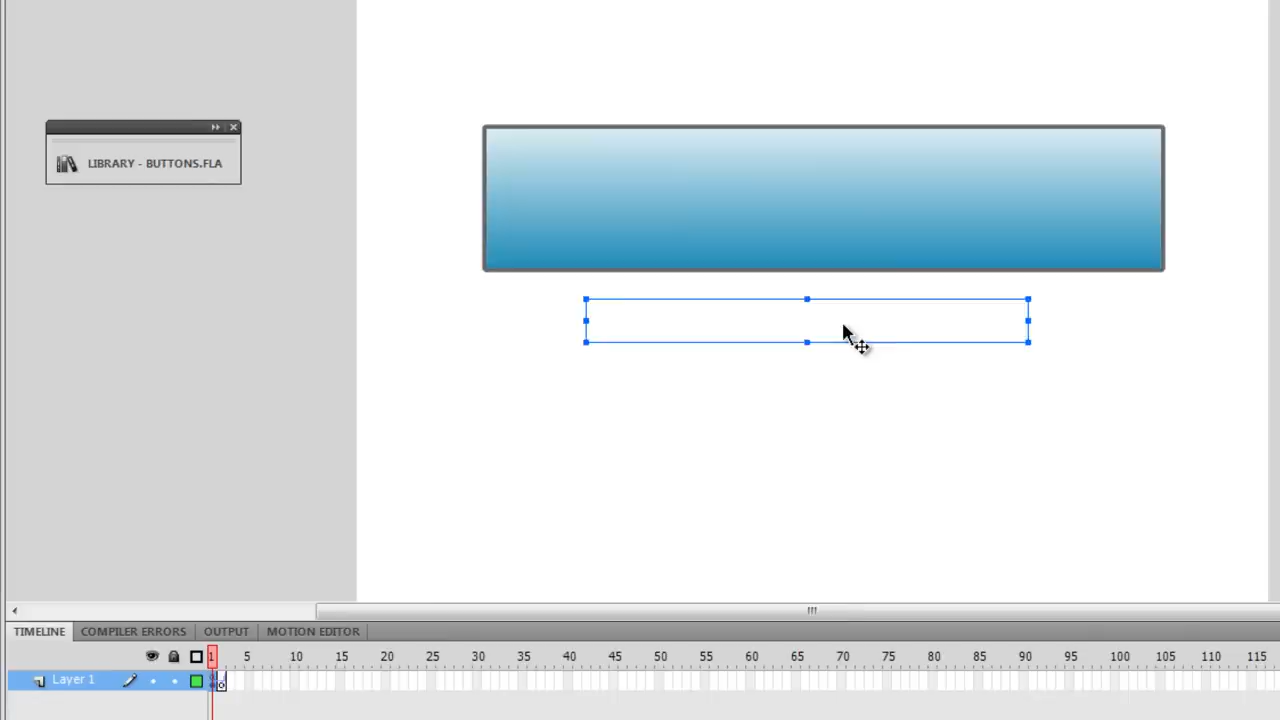 LIBRARY - BUTTONS.FLA
TIMELINE COMPILER ERRORS OUTPUT MOTION EDITOR
1 5 10 15 20 25 30 35 40 45 50 55 60 65 70 75 80 85 90 95 100 105 110 115
Layer 1